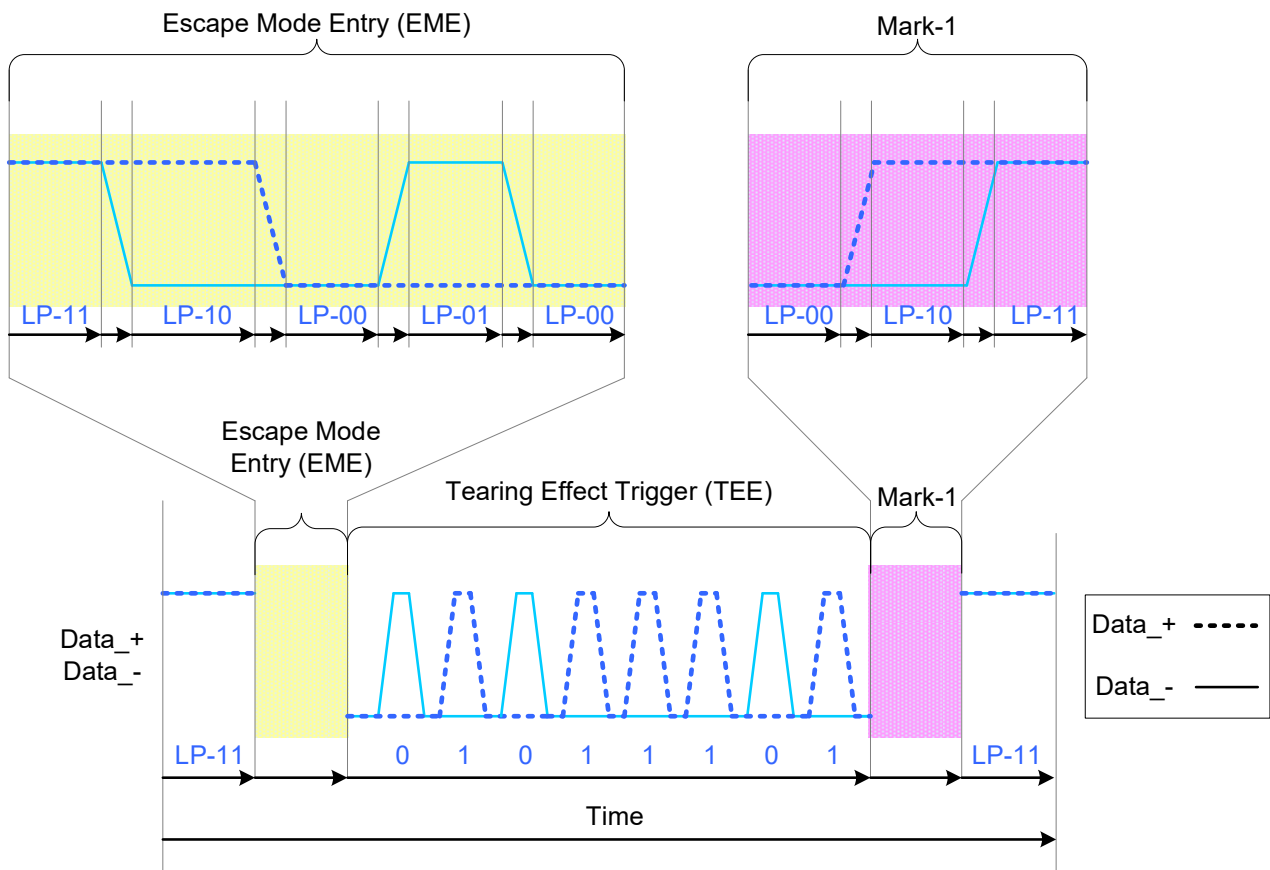 Escape Mode Entry (EME)
Mark-1
LP-11 LP-10 LP-00 LP-01 LP-00
LP-00 LP-10 LP-11
Escape Mode
Entry (EME)
Tearing Effect Trigger (TEE)
Mark-1
Data_+
Data_-
Data_+
Data_-
LP-11
0 1 0 1 1 1 0 1
LP-11
Time